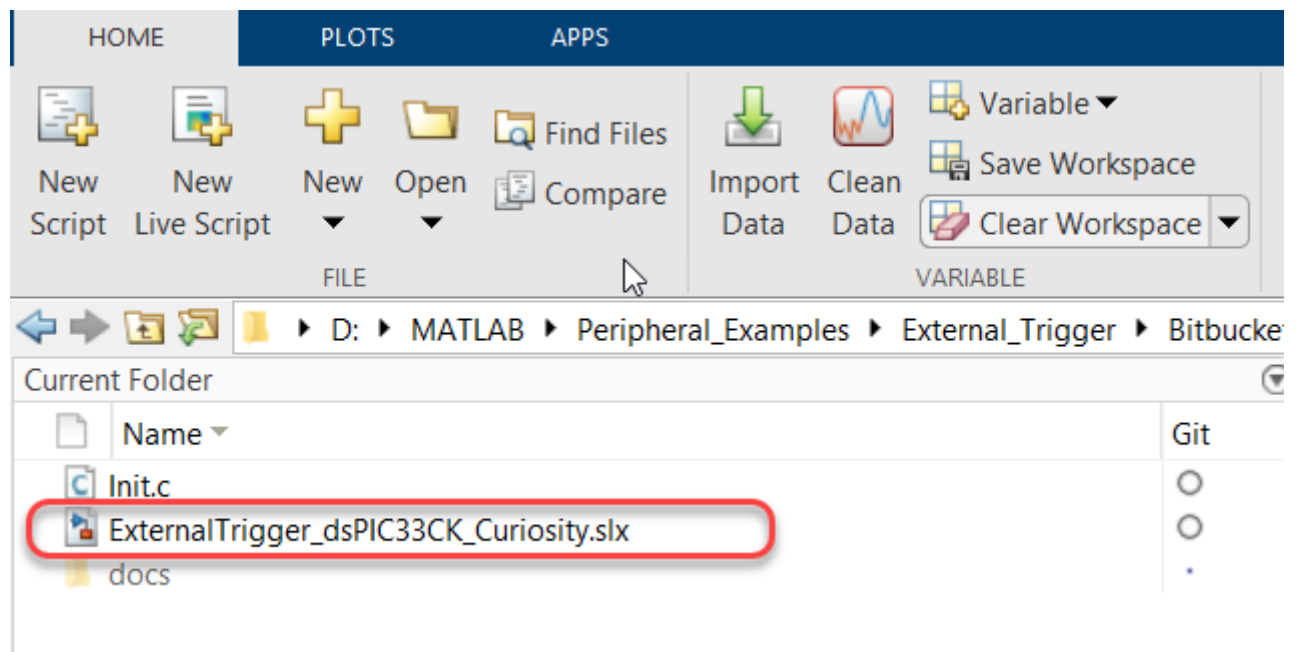 HOME PLOTS APPS
New Script
New Live Script
New
Open
Find Files
Compare
Import Data
Clean Data
Variable
Save Workspace
Clear Workspace
FILE VARIABLE
D: MATLAB Peripheral_Examples External_Trigger Bitbucke
Current Folder
Name Git
Init.c
ExternalTrigger_dsPIC33CK_Curiosity.slx
docs